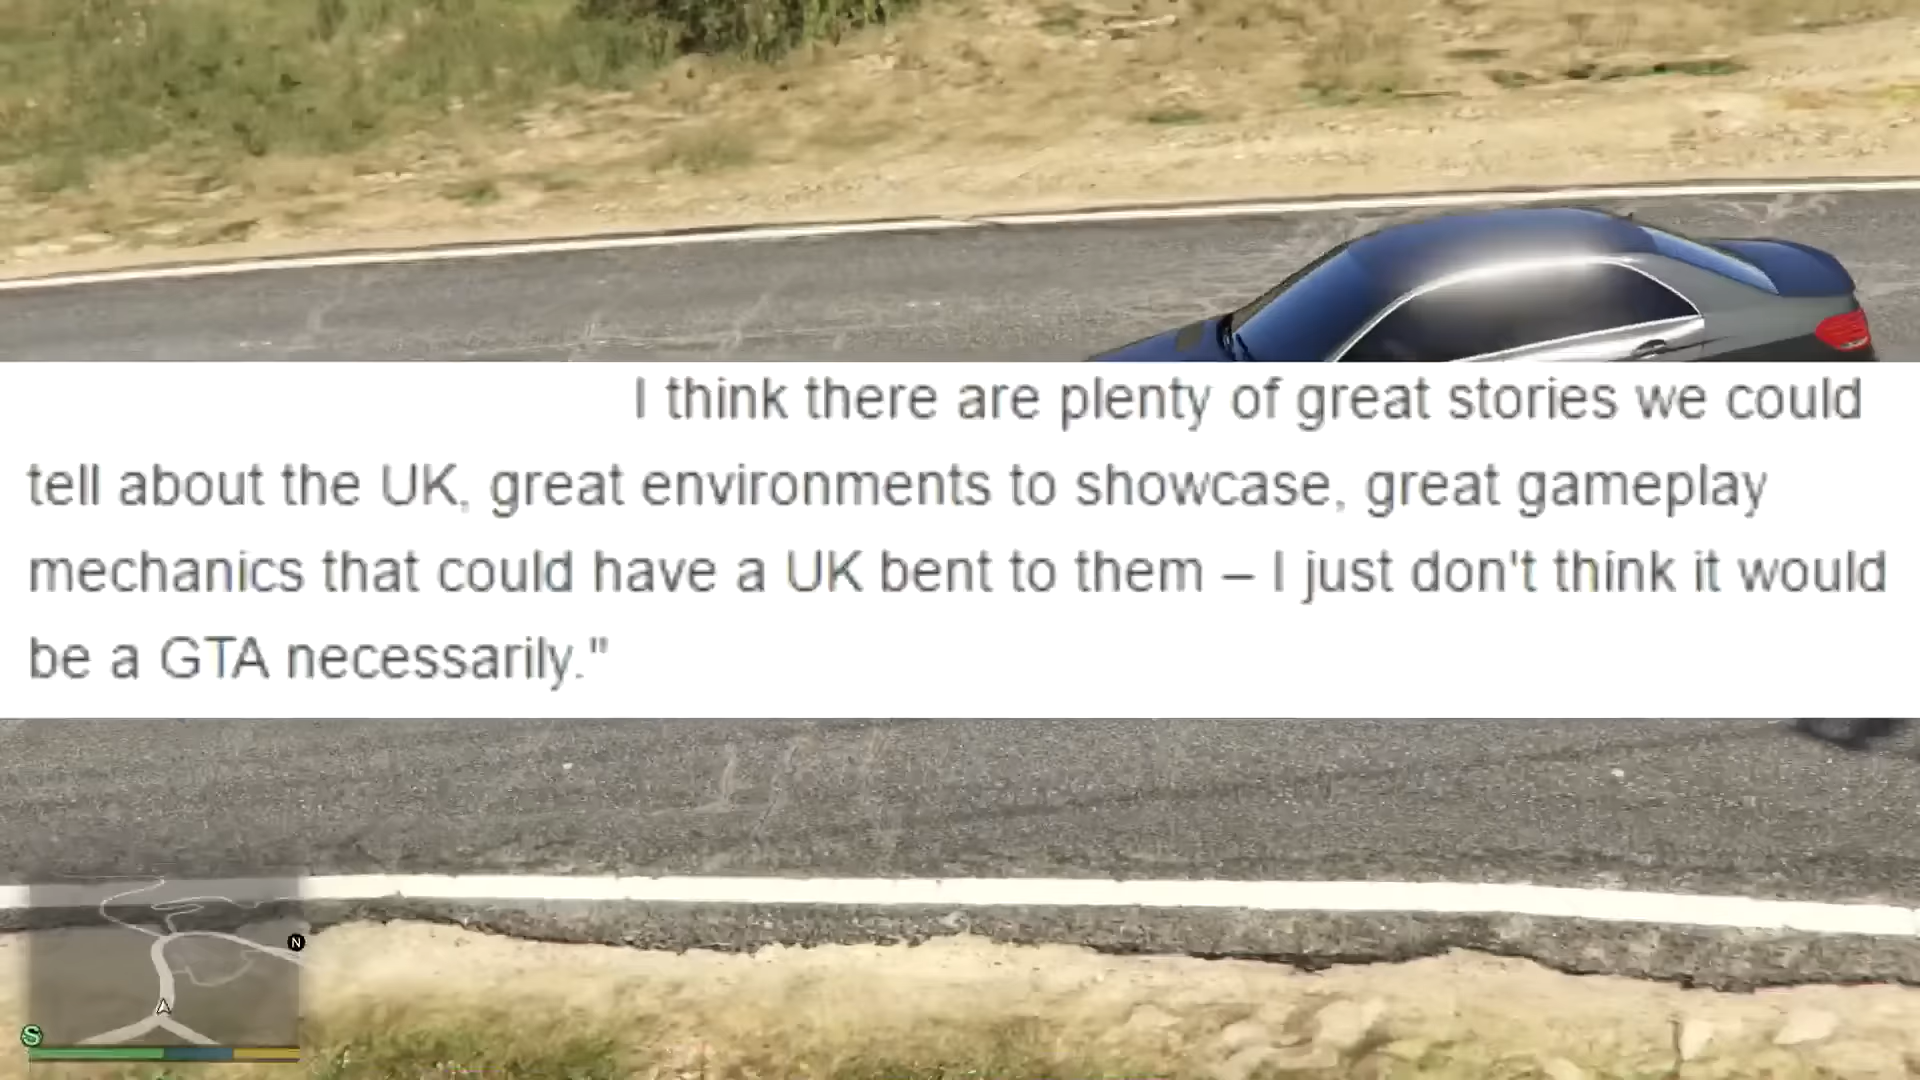 I think there are plenty of great stories we could
tell about the UK, great environments to showcase, great gameplay
mechanics that could have a UK bent to them – I just don't think it would
be a GTA necessarily."
N
S